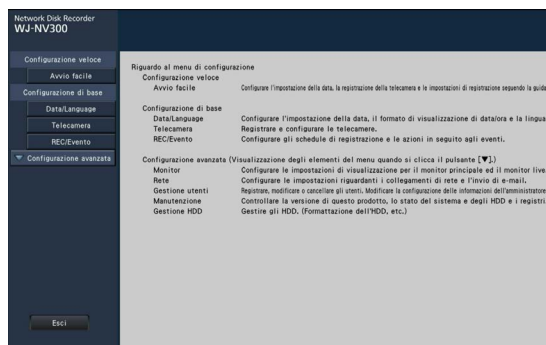 Network Disk Recorder
WJ-NV300
Configurazione veloce
Avvio facile
Configurazione di base
Data/Language
Telecamera
REC/Evento
▼ Configurazione avanzata
Esci
Riguardo al menu di configurazione
Configurazione veloce
Avvio facile Configurare l'impostazione della data, la registrazione della telecamera e le impostazioni di registrazione seguendo la guida
Configurazione di base
Data/Language Configurare l'impostazione della data, il formato di visualizzazione di data/ora e la lingua
Telecamera Registrare e configurare le telecamere.
REC/Evento Configurare gli schedule di registrazione e le azioni in seguito agli eventi.
Configurazione avanzata (Visualizzazione degli elementi del menu quando si clicca il pulsante [▼].)
Monitor Configurare le impostazioni di visualizzazione per il monitor principale ed il monitor live
Rete Configurare le impostazioni riguardanti i collegamenti di rete e l'invio di e-mail.
Gestione utenti Registrare, modificare o cancellare gli utenti. Modificare la configurazione delle informazioni dell'amministratore
Manutenzione Controllare la versione di questo prodotto, lo stato del sistema e degli HDD e i registri
Gestione HDD Gestire gli HDD. (Formattazione dell'HDD, etc.)